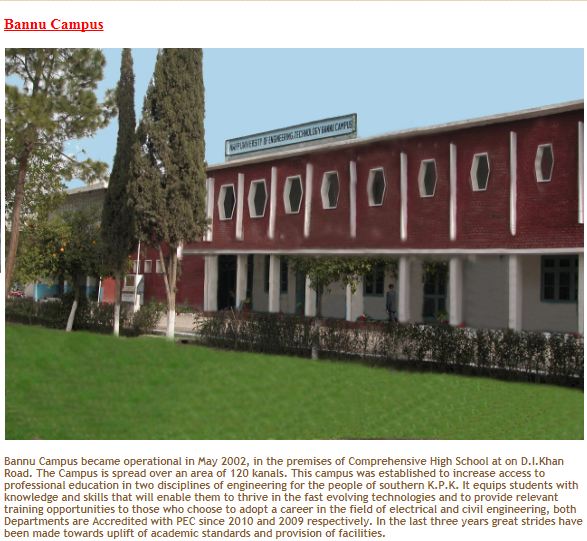 Bannu Campus
NWFP UNIVERSITY OF ENGINEERING TECHNOLOGY BANNU CAMPUS
Bannu Campus became operational in May 2002, in the premises of Comprehensive High School at on D.I.Khan
Road. The Campus is spread over an area of 120 kanals. This campus was established to increase access to
professional education in two disciplines of engineering for the people of southern K.P.K. It equips students with
knowledge and skills that will enable them to thrive in the fast evolving technologies and to provide relevant
training opportunities to those who choose to adopt a career in the field of electrical and civil engineering, both
Departments are Accredited with PEC since 2010 and 2009 respectively. In the last three years great strides have
been made towards uplift of academic standards and provision of facilities.